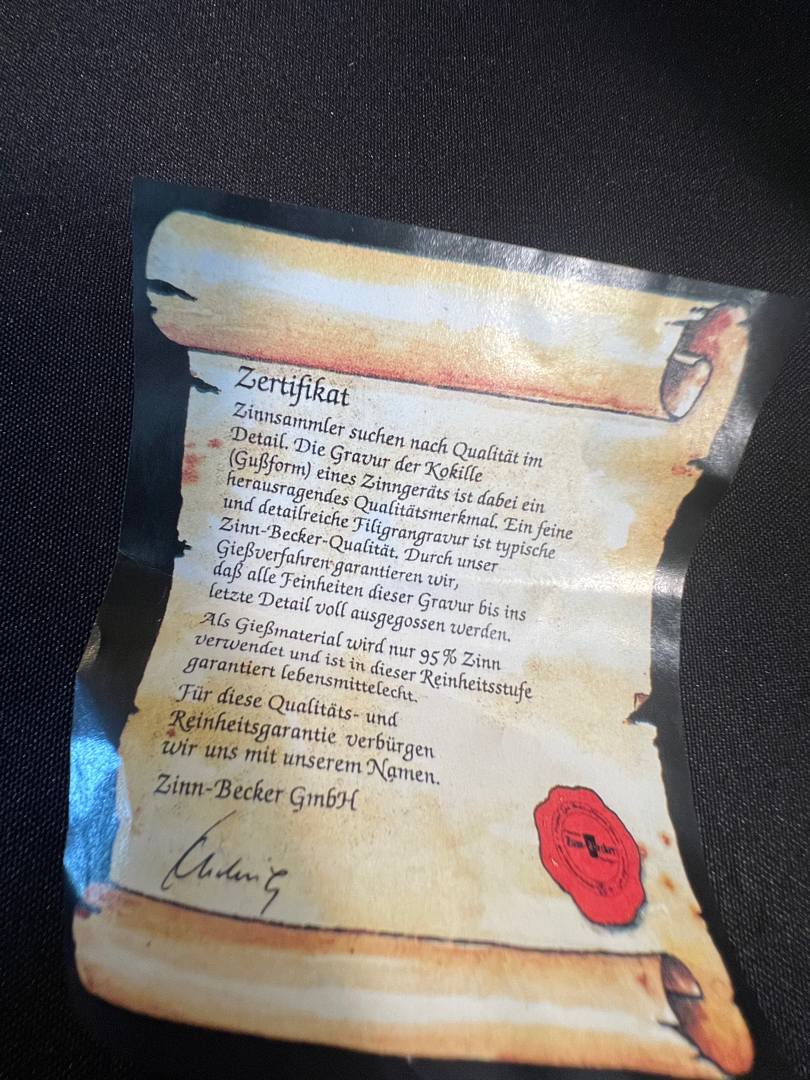 Zertifikat
Zinnsammler suchen nach Qualität im
Detail. Die Gravur der Kokille
(Gußform) eines Zinngeräts ist dabei ein
herausragendes Qualitätsmerkmal. Ein feine
und detailreiche Filigrangravur ist typische
Zinn-Becker-Qualität. Durch unser
Gießverfahren garantieren wir,
daß alle Feinheiten dieser Gravur bis ins
letzte Detail voll ausgegossen werden.
Als Gießmaterial wird nur 95 % Zinn
verwendet und ist in dieser Reinheitsstufe
garantiert lebensmittelecht.
Für diese Qualitäts- und
Reinheitsgarantie verbürgen
wir uns mit unserem Namen.
Zinn-Becker GmbH